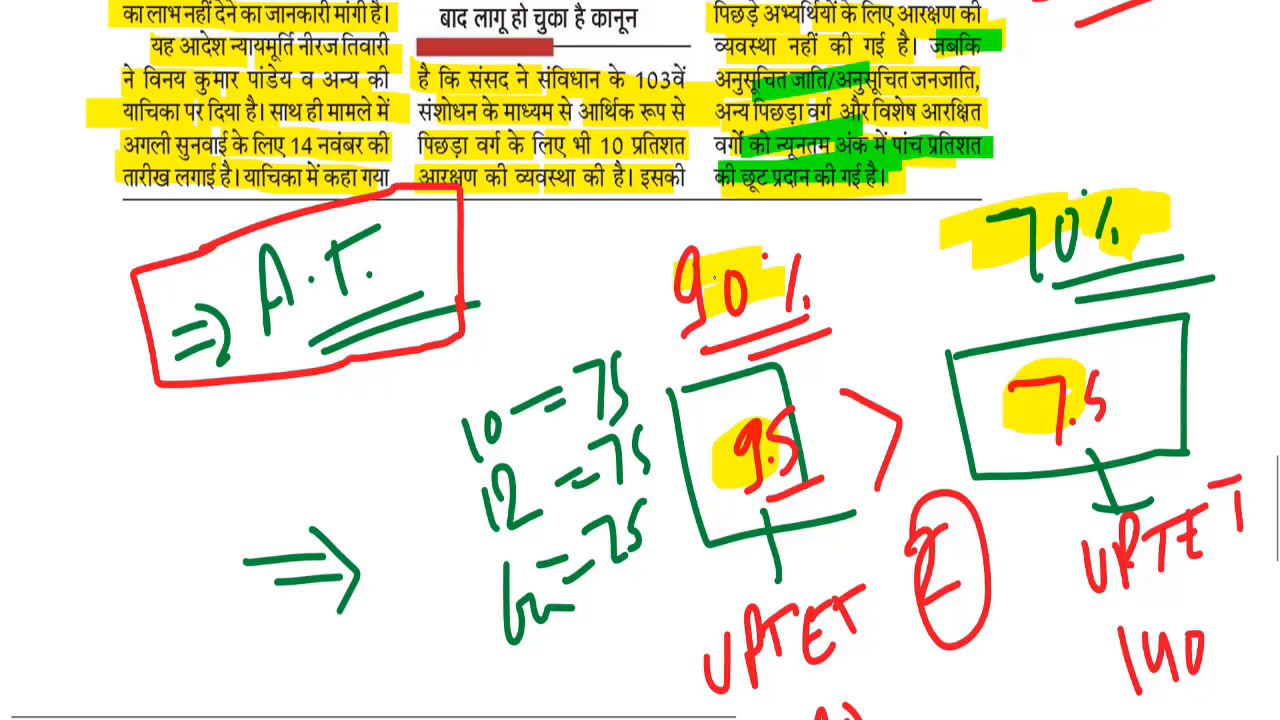 का लाभ नहीं देने का जानकारी मांगी है।
यह आदेश न्यायमूर्ति नीरज तिवारी
ने विनय कुमार पांडेय व अन्य की
याचिका पर दिया है। साथ ही मामले में
अगली सुनवाई के लिए 14 नवंबर की
तारीख लगाई है। याचिका में कहा गया
बाद लागू हो चुका है कानून
है कि संसद ने संविधान के 103वें
संशोधन के माध्यम से आर्थिक रूप से
पिछड़ा वर्ग के लिए भी 10 प्रतिशत
आरक्षण की व्यवस्था की है। इसकी
पिछड़े अभ्यर्थियों के लिए आरक्षण की
व्यवस्था नहीं की गई है। जबकि
अनुसूचित जाति/अनुसूचित जनजाति,
अन्य पिछड़ा वर्ग और विशेष आरक्षित
वर्गों को न्यूनतम अंक में पांच प्रतिशत
की छूट प्रदान की गई है।
⇒ A.T.
90%
70%
10 = 75
12 = 75
= 75
9.5 > 7.5
2
UPTET
UPTET
140